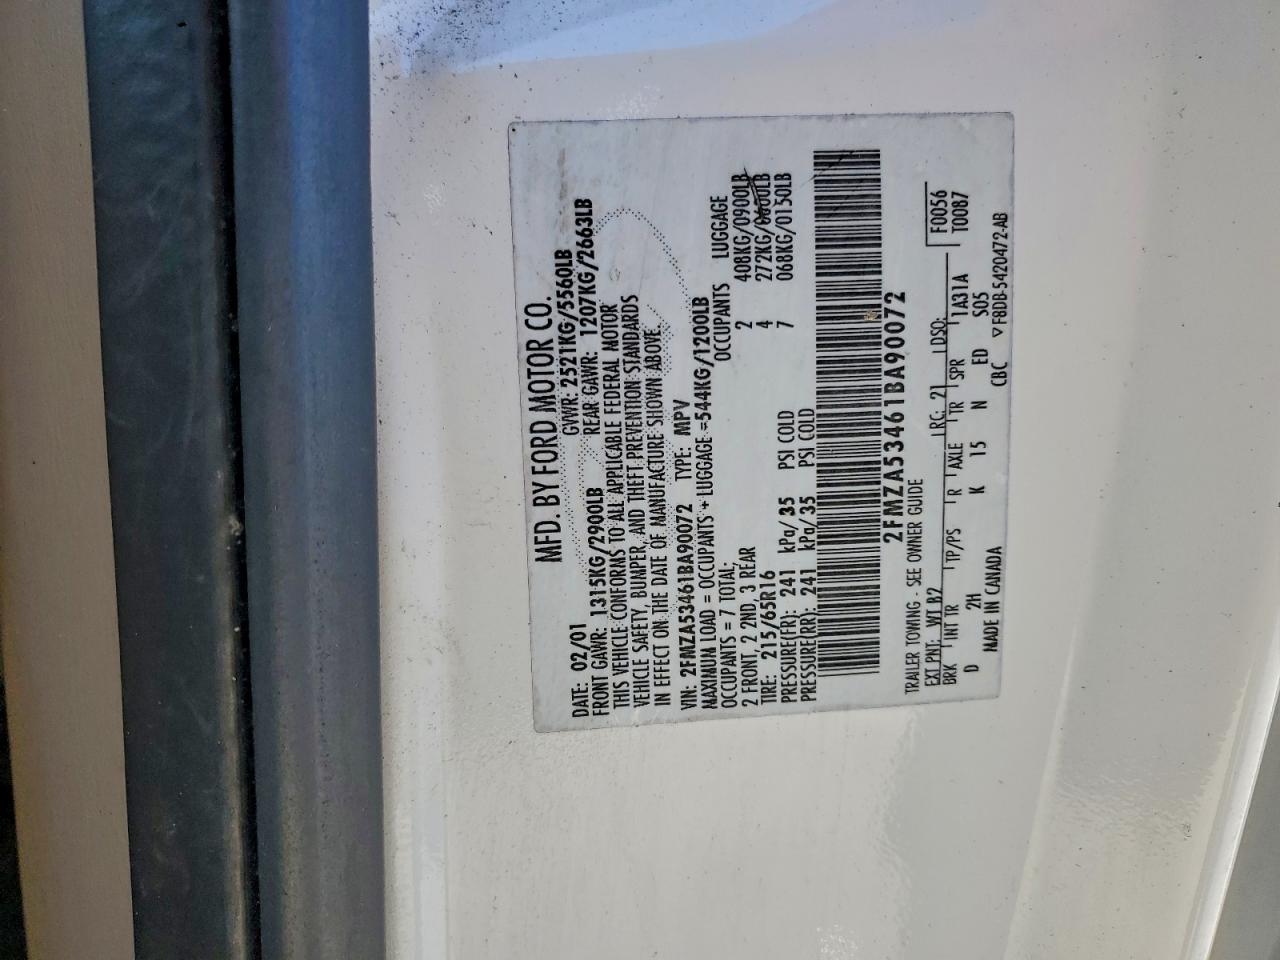 MFD. BY FORD MOTOR CO.
DATE: 02/01 GVWR: 2521KG/5560LB
FRONT GAWR: 1315KG/2900LB REAR GAWR: 1207KG/2663LB
THIS VEHICLE CONFORMS TO ALL APPLICABLE FEDERAL MOTOR
VEHICLE SAFETY, BUMPER, AND THEFT PREVENTION STANDARDS
IN EFFECT ON THE DATE OF MANUFACTURE SHOWN ABOVE.
VIN: 2FMZA53461BA90072 TYPE: MPV
MAXIMUM LOAD = OCCUPANTS + LUGGAGE =544KG/1200LB
OCCUPANTS = 7 TOTAL; OCCUPANTS LUGGAGE
2 FRONT, 2 2ND, 3 REAR 2 408KG/0900LB
TIRE: 215/65R16 4 272KG/0600LB
PRESSURE(FR): 241 kPa/35 PSI COLD 7 068KG/0150LB
PRESSURE(RR): 241 kPa/35 PSI COLD
2FMZA53461BA90072
TRAILER TOWING - SEE OWNER GUIDE
EXT PNT: WT B2 RC: 21 DSO: F0056
BRK INT TR TP/PS R AXLE TR SPR T0087
D 2H K 15 N ED 1A31A S05
MADE IN CANADA CBC ▽F8DB-5420472-AB